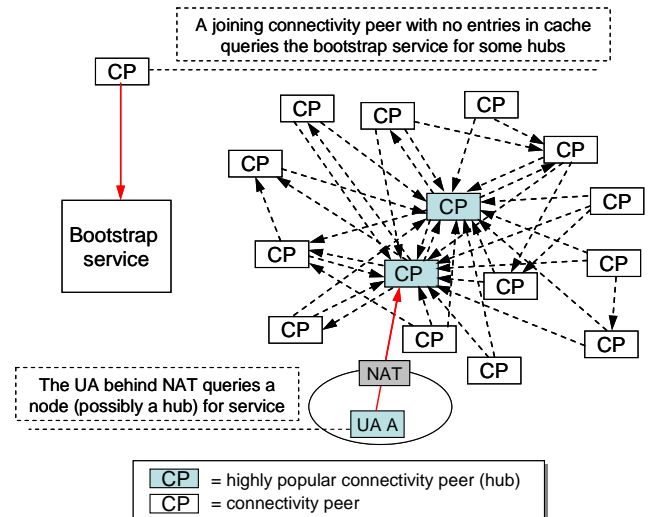 A joining connectivity peer with no entries in cache
queries the bootstrap service for some hubs
CP
CP
CP
CP
CP
CP
CP
CP
Bootstrap
service
CP
CP
CP
CP
CP
CP
CP
CP
NAT
The UA behind NAT queries a
node (possibly a hub) for service
UA A
CP = highly popular connectivity peer (hub)
CP = connectivity peer